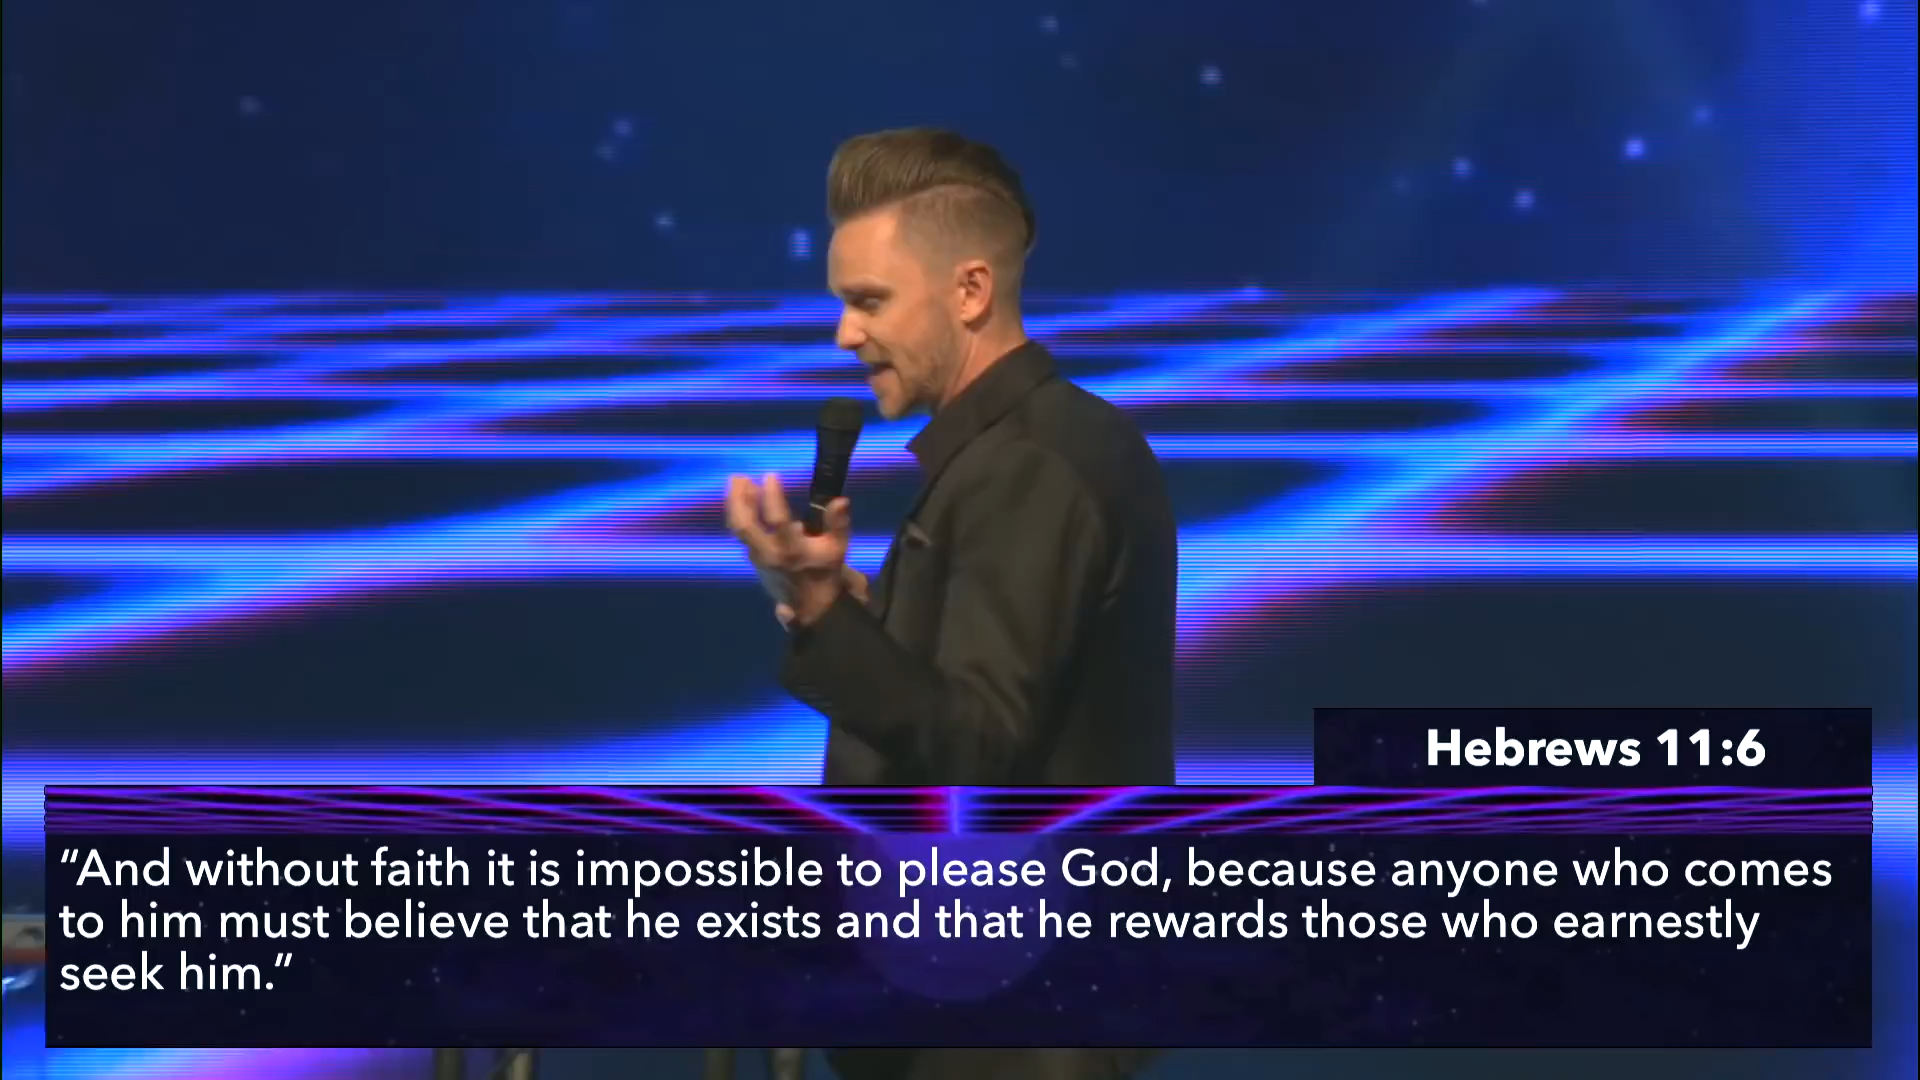 Hebrews 11:6
“And without faith it is impossible to please God, because anyone who comes
to him must believe that he exists and that he rewards those who earnestly
seek him.”